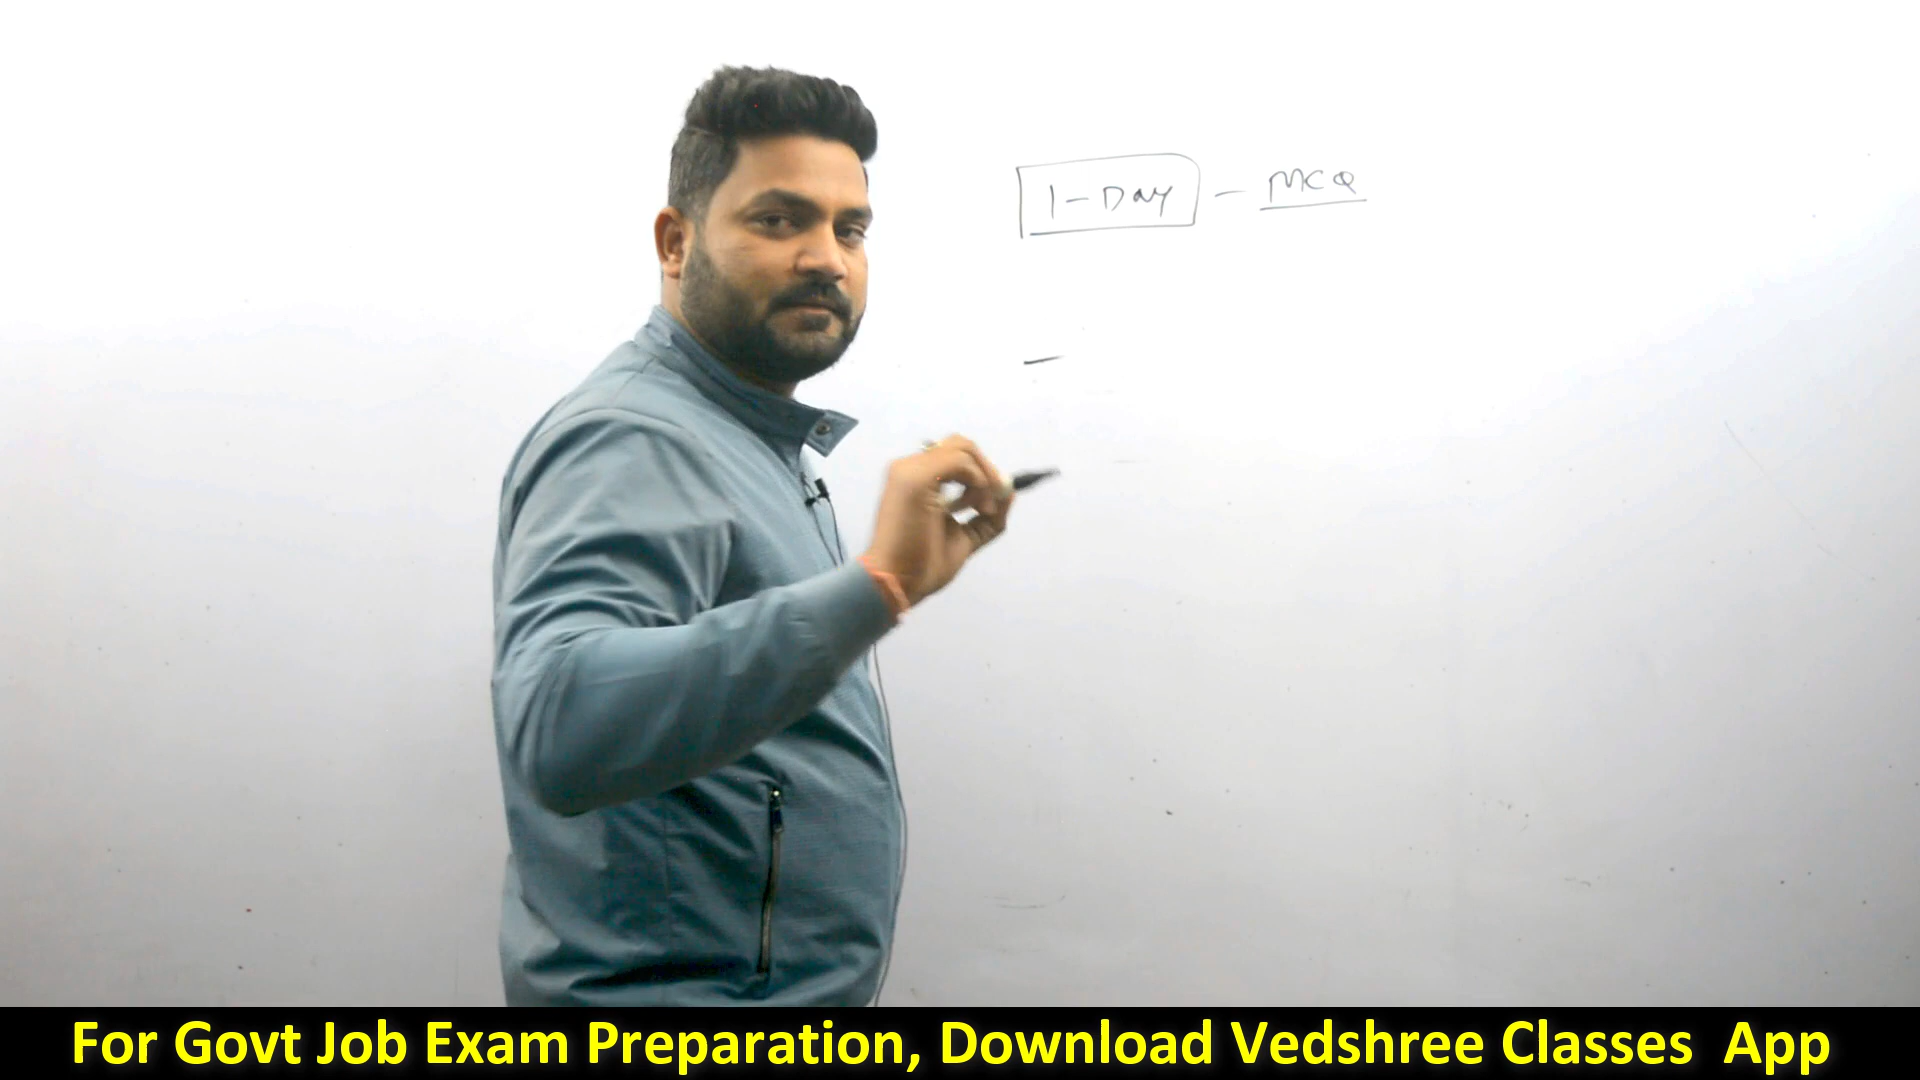 1-Day - MCQ
For Govt Job Exam Preparation, Download Vedshree Classes App